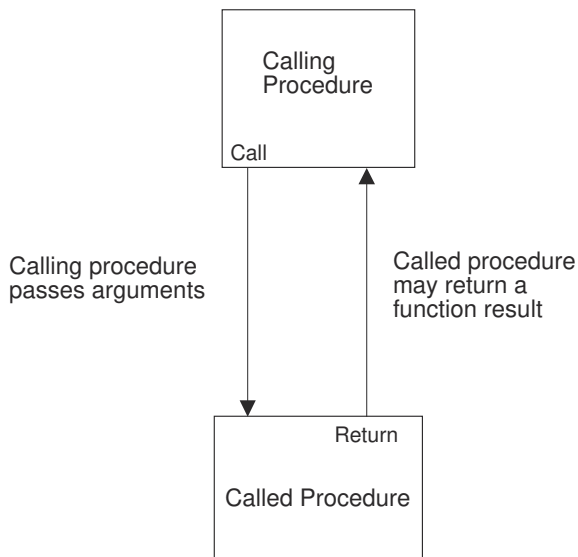 Calling
Procedure
Call
Calling procedure
passes arguments
Called procedure
may return a
function result
Return
Called Procedure